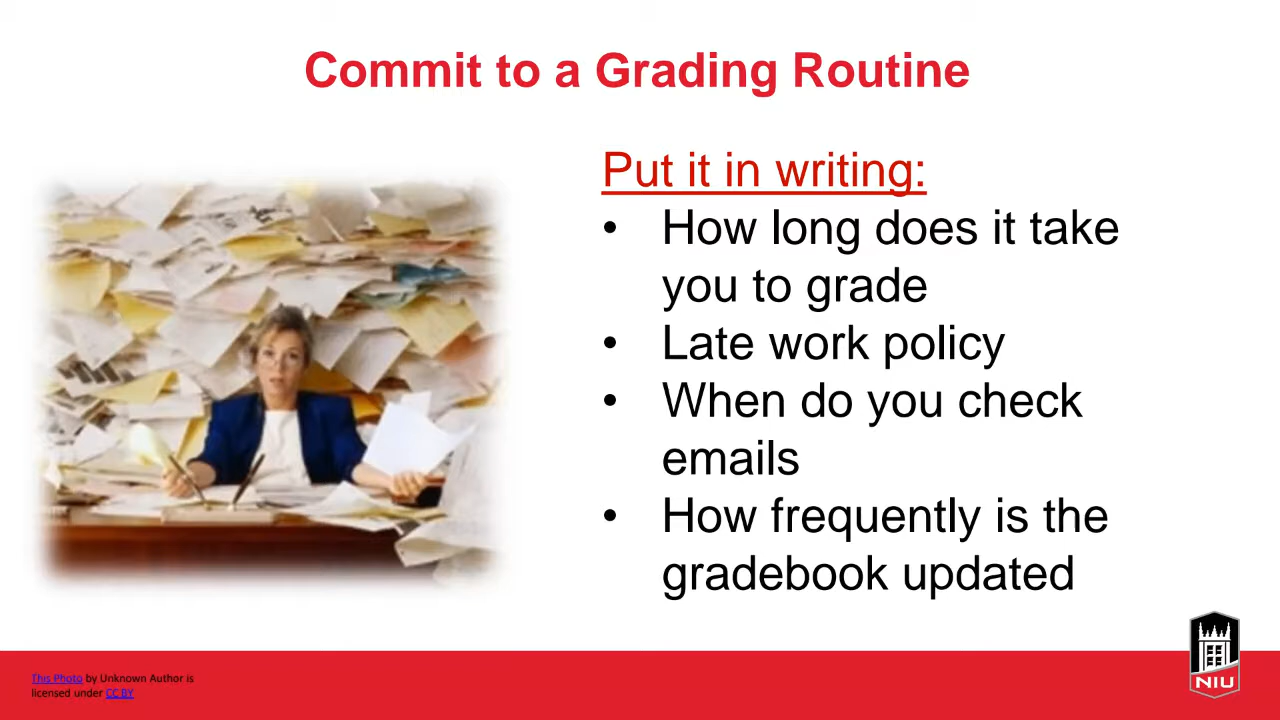 Commit to a Grading Routine
Put it in writing:
• How long does it take
you to grade
• Late work policy
• When do you check
emails
• How frequently is the
gradebook updated
This Photo by Unknown Author is
licensed under CC BY
NIU